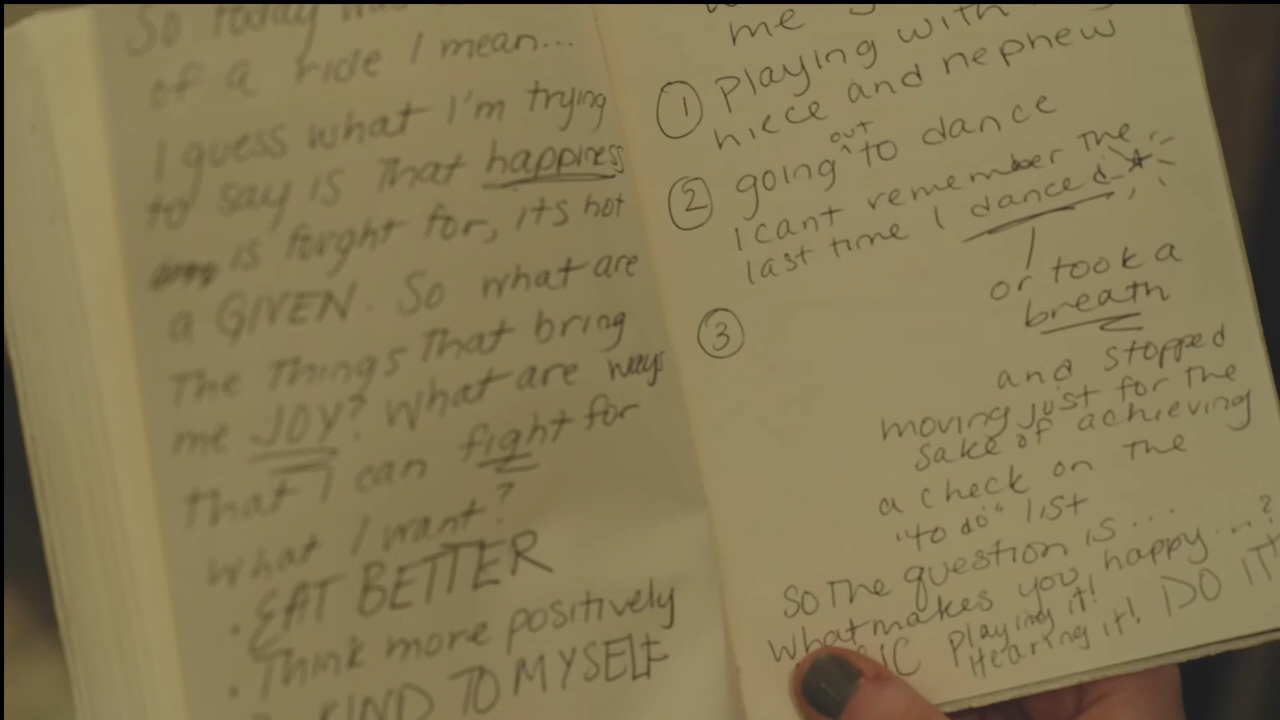 So today was
of a ride I mean...
I guess what I'm trying
to say is That happiness
is forght for, its not
a GIVEN. So what are
The Things That bring
me JOY? What are ways
That I can fight for
What I want?
. EAT BETTER
. Think more positively
KIND TO MYSELF
me
① Playing with
niece and nephew
② going out to dance
I cant remember The
last time I danced
or took a
breath
③
and stopped
moving just for the
sake of achieving
a check on The
"to do" list
So The question is...
What makes you happy...?
Playing it! DO IT
Hearing it!